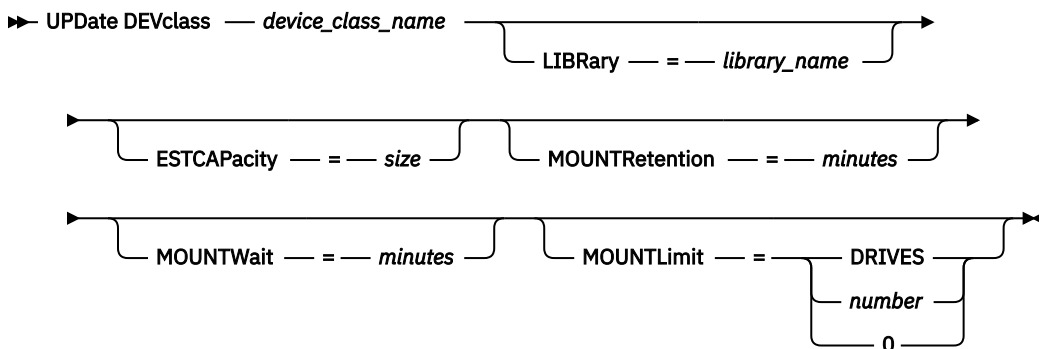 UPDate DEVclass — device_class_name
LIBRary — = — library_name
ESTCAPacity — = — size
MOUNTRetention — = — minutes
MOUNTWait — = — minutes
MOUNTLimit — =
DRIVES
number
0